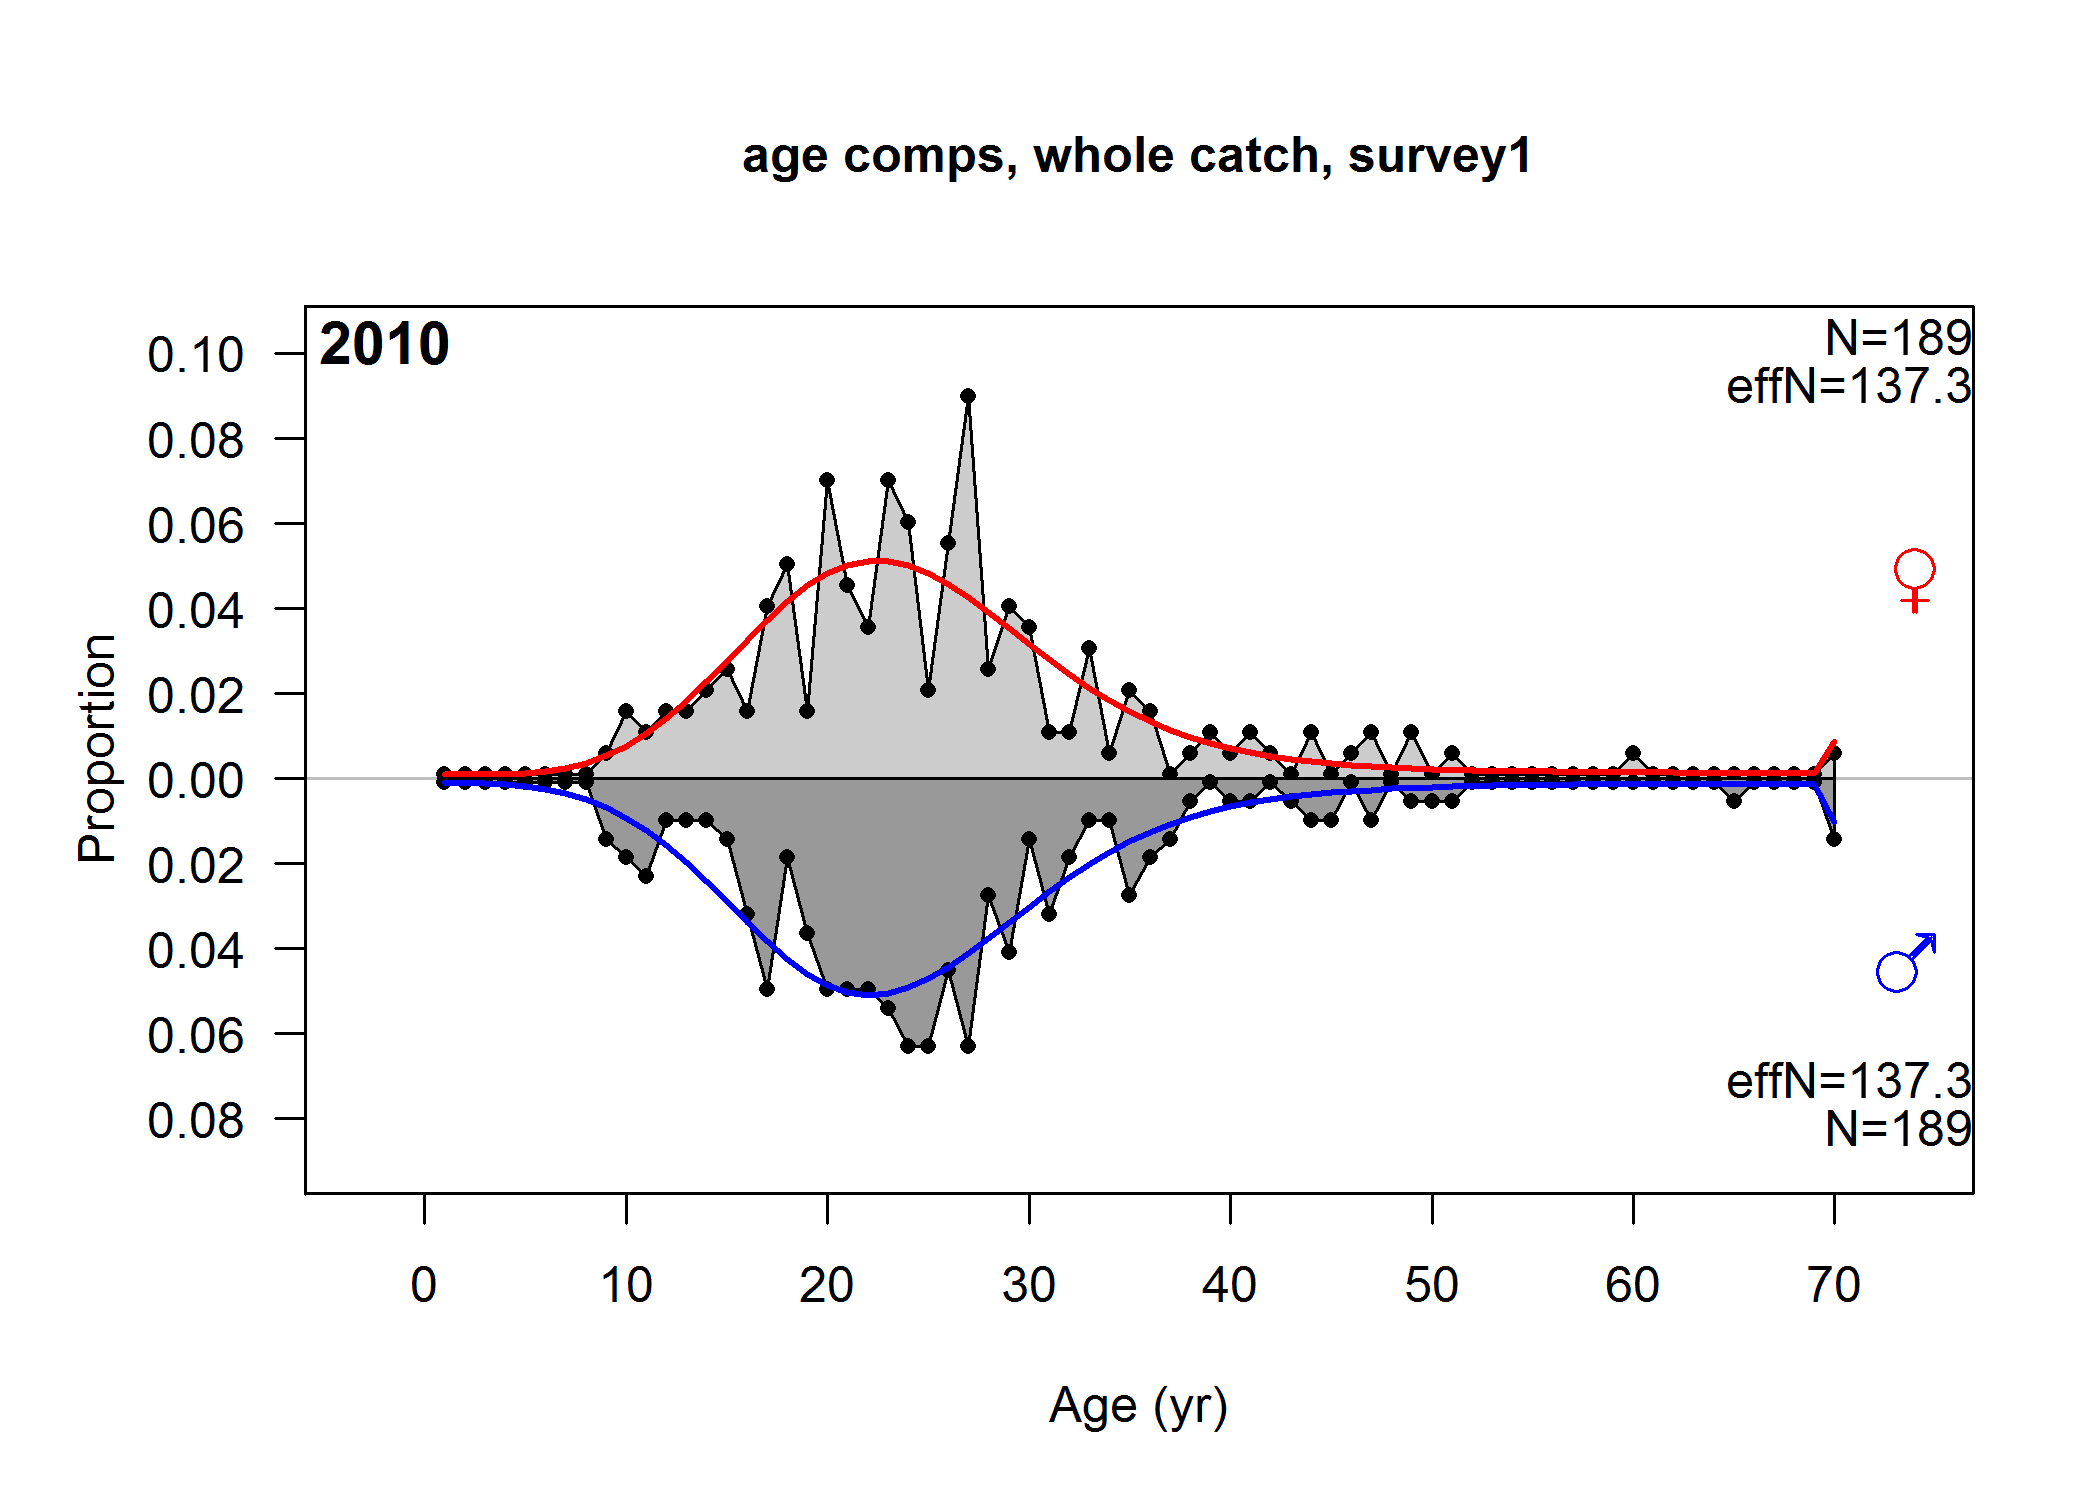 age comps, whole catch, survey1
2010
N=189
effN=137.3
0.10
0.08
0.06
0.04
0.02
0.00
0.02
0.04
0.06
0.08
Proportion
♀
♂
effN=137.3
N=189
0 10 20 30 40 50 60 70
Age (yr)